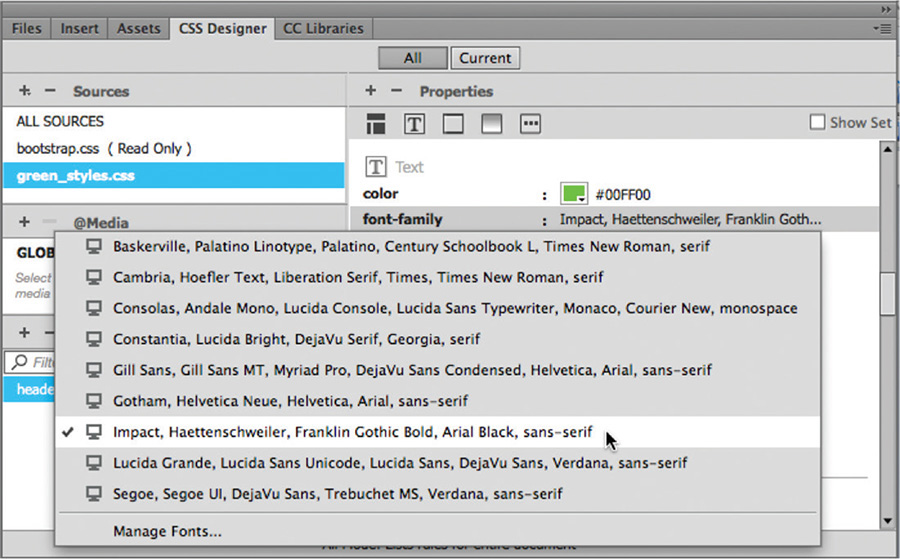 Files Insert Assets CSS Designer CC Libraries
All Current
Sources
Properties
ALL SOURCES
Show Set
bootstrap.css ( Read Only )
green_styles.css
Text
color : #00FF00
@Media
font-family : Impact, Haettenschweiler, Franklin Goth...
GLOB
Select
media
Filte
heade
Baskerville, Palatino Linotype, Palatino, Century Schoolbook L, Times New Roman, serif
Cambria, Hoefler Text, Liberation Serif, Times, Times New Roman, serif
Consolas, Andale Mono, Lucida Console, Lucida Sans Typewriter, Monaco, Courier New, monospace
Constantia, Lucida Bright, DejaVu Serif, Georgia, serif
Gill Sans, Gill Sans MT, Myriad Pro, DejaVu Sans Condensed, Helvetica, Arial, sans-serif
Gotham, Helvetica Neue, Helvetica, Arial, sans-serif
Impact, Haettenschweiler, Franklin Gothic Bold, Arial Black, sans-serif
Lucida Grande, Lucida Sans Unicode, Lucida Sans, DejaVu Sans, Verdana, sans-serif
Segoe, Segoe UI, DejaVu Sans, Trebuchet MS, Verdana, sans-serif
Manage Fonts...